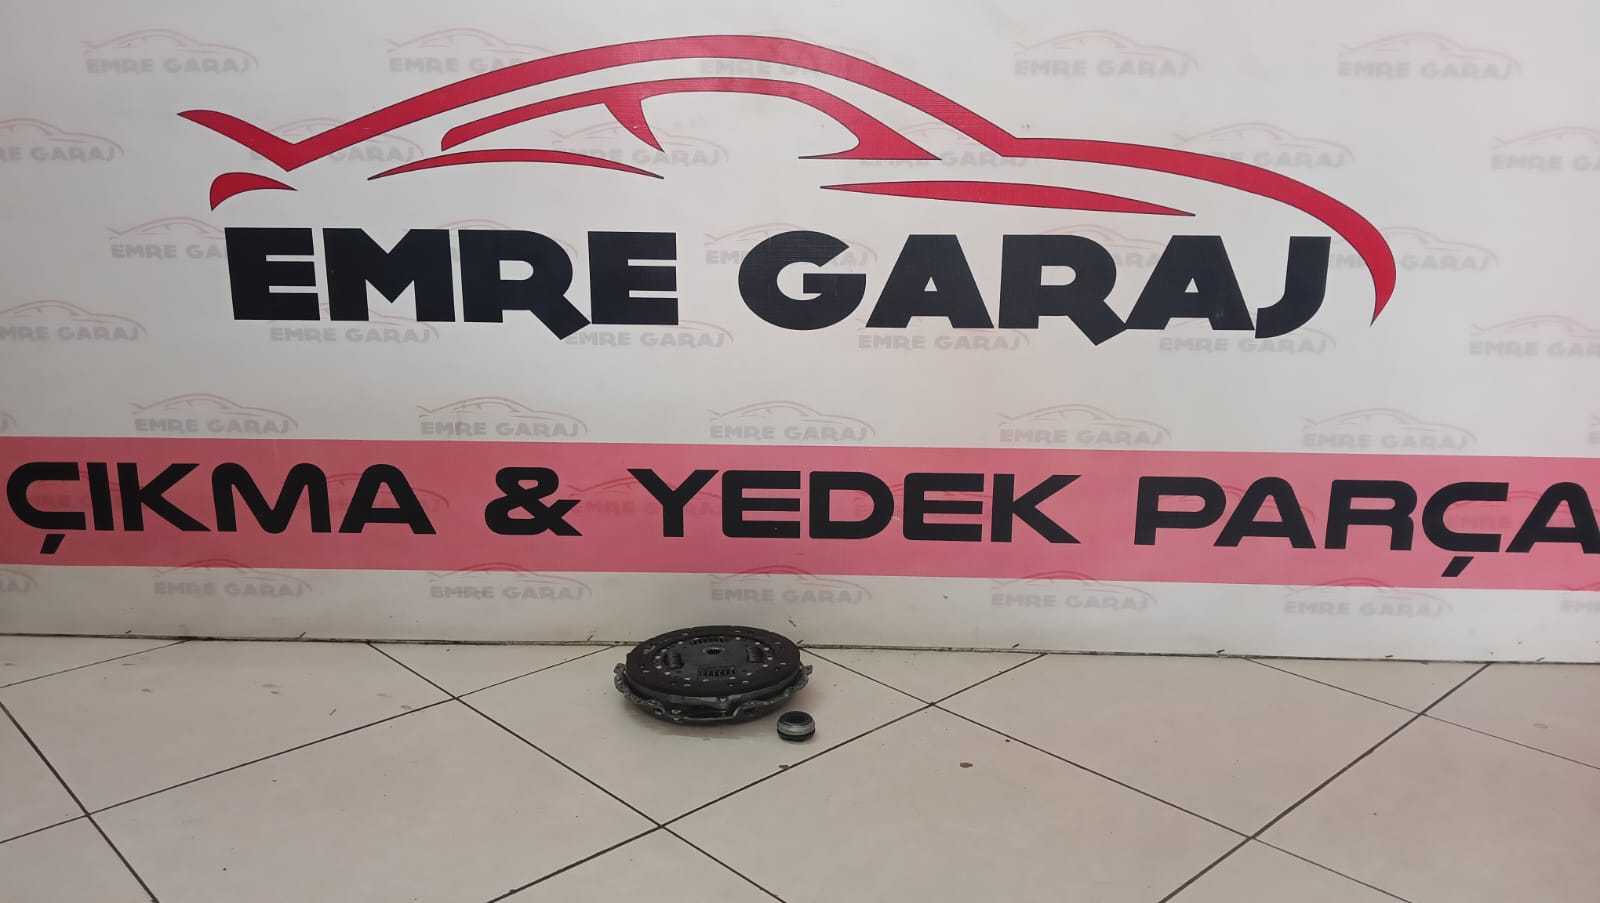 EMRE GARAJ
ÇIKMA & YEDEK PARÇA